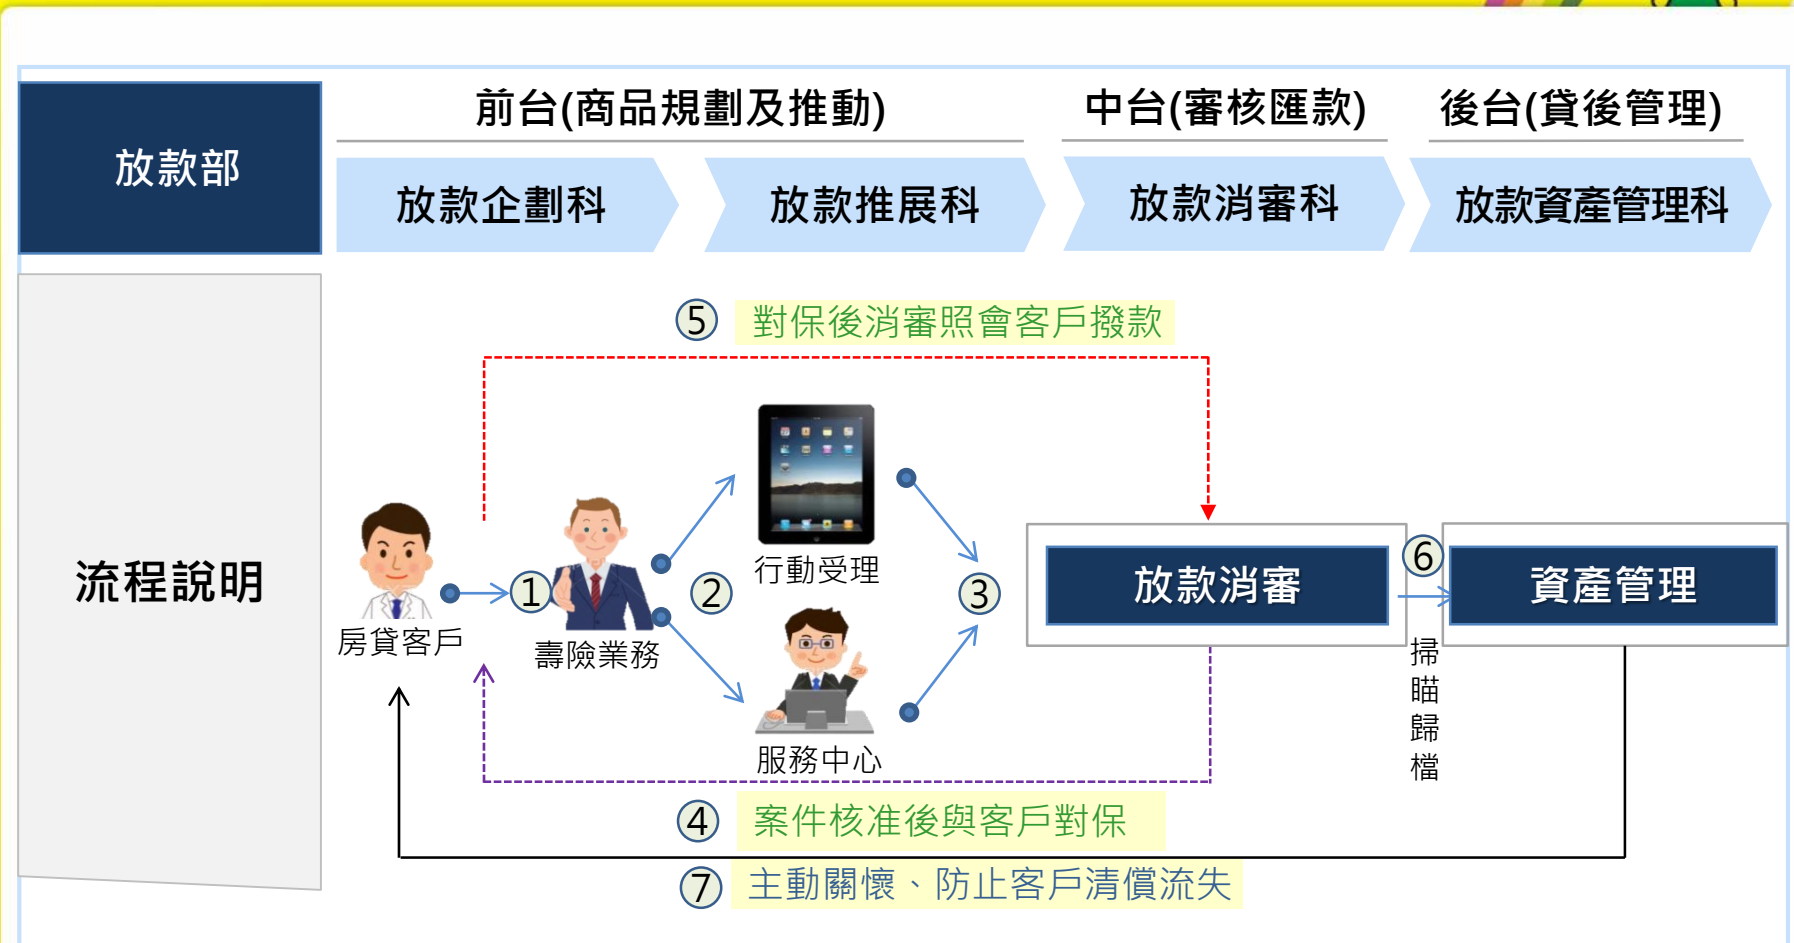 放款部
前台(商品規劃及推動)
中台(審核匯款)
後台(貸後管理)
放款企劃科
放款推展科
放款消審科
放款資產管理科
流程說明
⑤ 對保後消審照會客戶撥款
房貸客戶
①
壽險業務
②
行動受理
服務中心
③
放款消審
⑥
掃瞄歸檔
資產管理
④ 案件核准後與客戶對保
⑦ 主動關懷、防止客戶清償流失